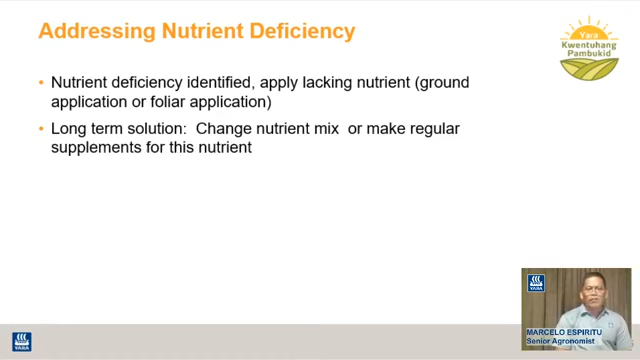 Addressing Nutrient Deficiency
Yara
Kwentuhang
Pambukid
• Nutrient deficiency identified, apply lacking nutrient (ground
application or foliar application)
• Long term solution: Change nutrient mix or make regular
supplements for this nutrient
YARA
MARCELO ESPIRITU
Senior Agronomist
YARA